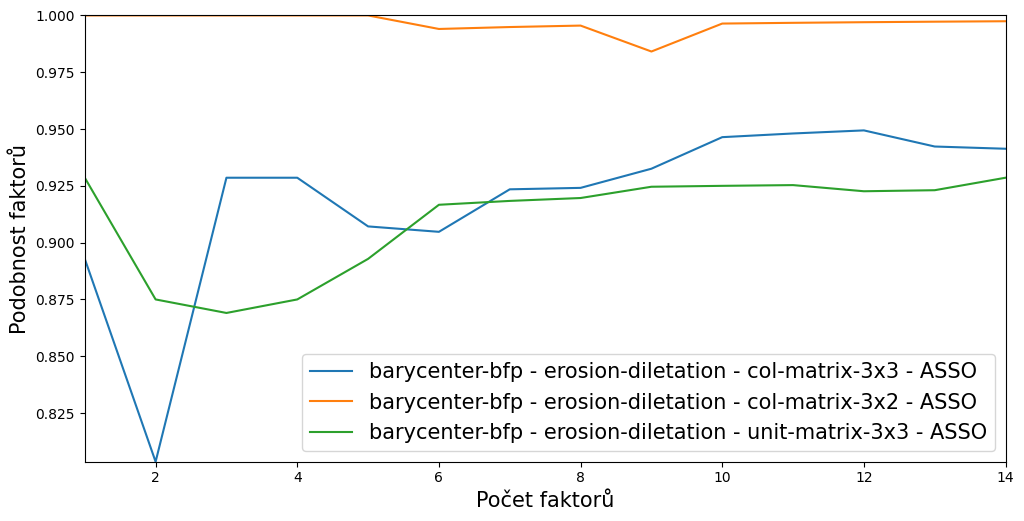 1.000
0.975
0.950
0.925
0.900
0.875
0.850
0.825
Podobnost faktorů
barycenter-bfp - erosion-diletation - col-matrix-3x3 - ASSO
barycenter-bfp - erosion-diletation - col-matrix-3x2 - ASSO
barycenter-bfp - erosion-diletation - unit-matrix-3x3 - ASSO
2 4 6 8 10 12 14
Počet faktorů